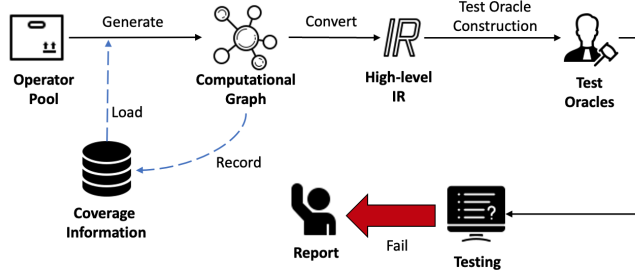 Generate
Convert
Test Oracle
Construction
IR
Operator
Pool
Computational
Graph
High-level
IR
Test
Oracles
Load
Record
Coverage
Information
?
Report
Fail
Testing